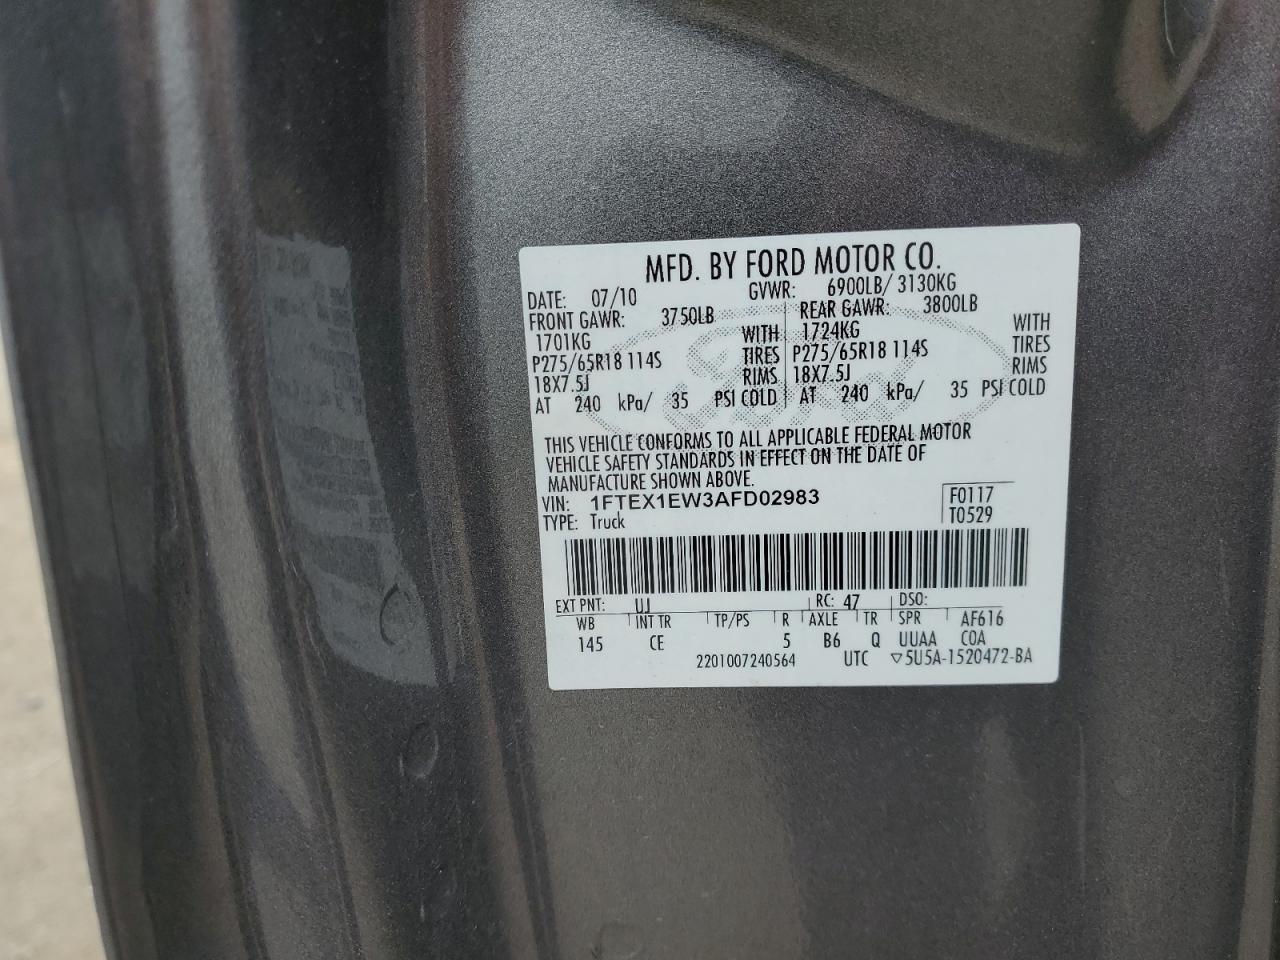 MFD. BY FORD MOTOR CO.
DATE: 07/10 GVWR: 6900LB/ 3130KG
FRONT GAWR: 3750LB REAR GAWR: 3800LB
1701KG WITH 1724KG WITH
P275/65R18 114S TIRES P275/65R18 114S TIRES
18X7.5J RIMS 18X7.5J RIMS
AT 240 kPa/ 35 PSI COLD AT 240 kPa/ 35 PSI COLD
THIS VEHICLE CONFORMS TO ALL APPLICABLE FEDERAL MOTOR
VEHICLE SAFETY STANDARDS IN EFFECT ON THE DATE OF
MANUFACTURE SHOWN ABOVE.
VIN: 1FTEX1EW3AFD02983 F0117
TYPE: Truck T0529
EXT PNT: UJ RC: 47 DSO:
WB INT TR TP/PS R AXLE TR SPR AF616
145 CE 5 B6 Q UUAA COA
2201007240564 UTC ▽5U5A-1520472-BA